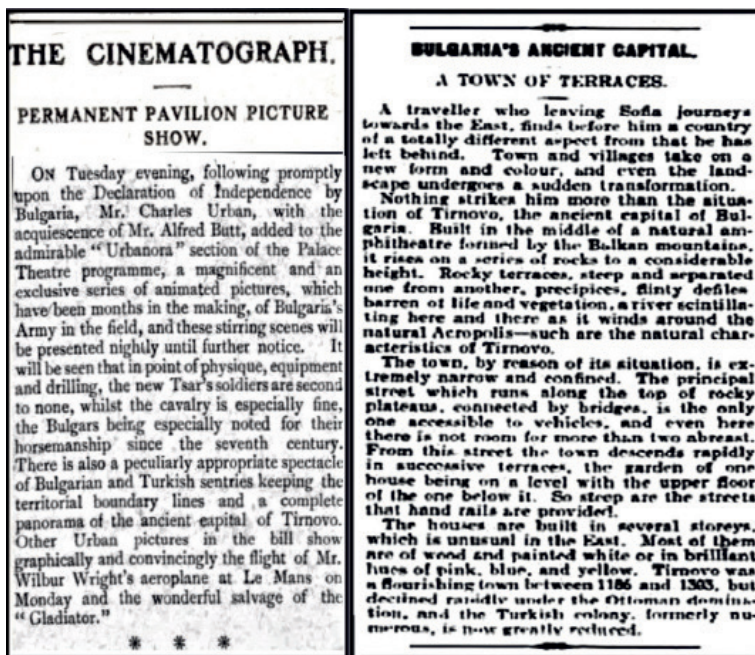 THE CINEMATOGRAPH.
PERMANENT PAVILION PICTURE
SHOW.
ON Tuesday evening, following promptly
upon the Declaration of Independence by
Bulgaria, Mr. Charles Urban, with the
acquiescence of Mr. Alfred Butt, added to the
admirable "Urbanora" section of the Palace
Theatre programme, a magnificent and an
exclusive series of animated pictures, which
have been months in the making, of Bulgaria's
Army in the field, and these stirring scenes will
be presented nightly until further notice. It
will be seen that in point of physique, equipment
and drilling, the new Tsar's soldiers are second
to none, whilst the cavalry is especially fine,
the Bulgars being especially noted for their
horsemanship since the seventh century.
There is also a peculiarly appropriate spectacle
of Bulgarian and Turkish sentries keeping the
territorial boundary lines and a complete
panorama of the ancient capital of Tirnovo.
Other Urban pictures in the bill show
graphically and convincingly the flight of Mr.
Wilbur Wright's aeroplane at Le Mans on
Monday and the wonderful salvage of the
"Gladiator."
* * *
BULGARIA'S ANCIENT CAPITAL.
A TOWN OF TERRACES.
A traveller who leaving Sofia journeys
towards the East, finds before him a country
of a totally different aspect from that he has
left behind. Town and villages take on a
new form and colour, and even the land-
scape undergoes a sudden transformation.
Nothing strikes him more than the situa-
tion of Tirnovo, the ancient capital of Bul-
garia. Built in the middle of a natural am-
phitheatre formed by the Balkan mountains,
it rises on a series of rocks to a considerable
height. Rocky terraces, steep and separated
one from another, precipices, flinty defiles
barren of life and vegetation, a river scintilla-
ting here and there as it winds around the
natural Acropolis—such are the natural char-
acteristics of Tirnovo.
The town, by reason of its situation, is ex-
tremely narrow and confined. The principal
street which runs along the top of rocky
plateaus, connected by bridges, is the only
one accessible to vehicles, and even here
there is not room for more than two abreast.
From this street the town descends rapidly
in successive terraces, the garden of one
house being on a level with the upper floor
of the one below it. So steep are the streets
that hand rails are provided.
The houses are built in several storeys,
which is unusual in the East. Most of them
are of wood and painted white or in brilliant
hues of pink, blue, and yellow. Tirnovo was
a flourishing town between 1186 and 1393, but
declined rapidly under the Ottoman domina-
tion, and the Turkish colony, formerly nu-
merous, is now greatly reduced.